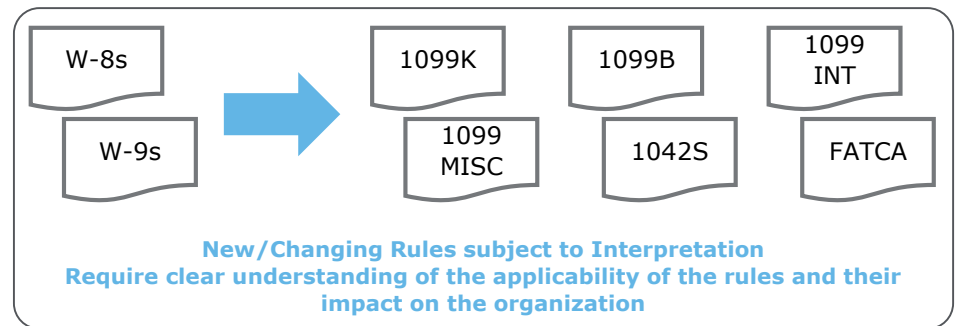 W-8s
1099K
1099B
1099
INT
W-9s
1099
MISC
1042S
FATCA
New/Changing Rules subject to Interpretation
Require clear understanding of the applicability of the rules and their
impact on the organization